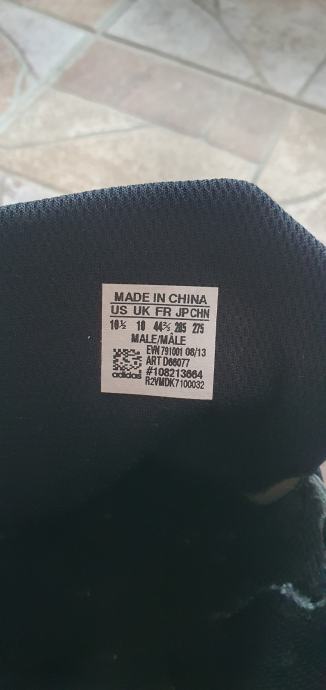 MADE IN CHINA
US UK FR JP CHN
10½ 10 44⅔ 285 275
MALE/MÂLE
EVN 791001 08/13
ART D66077
#108213664
adidas R2VMDK7100032